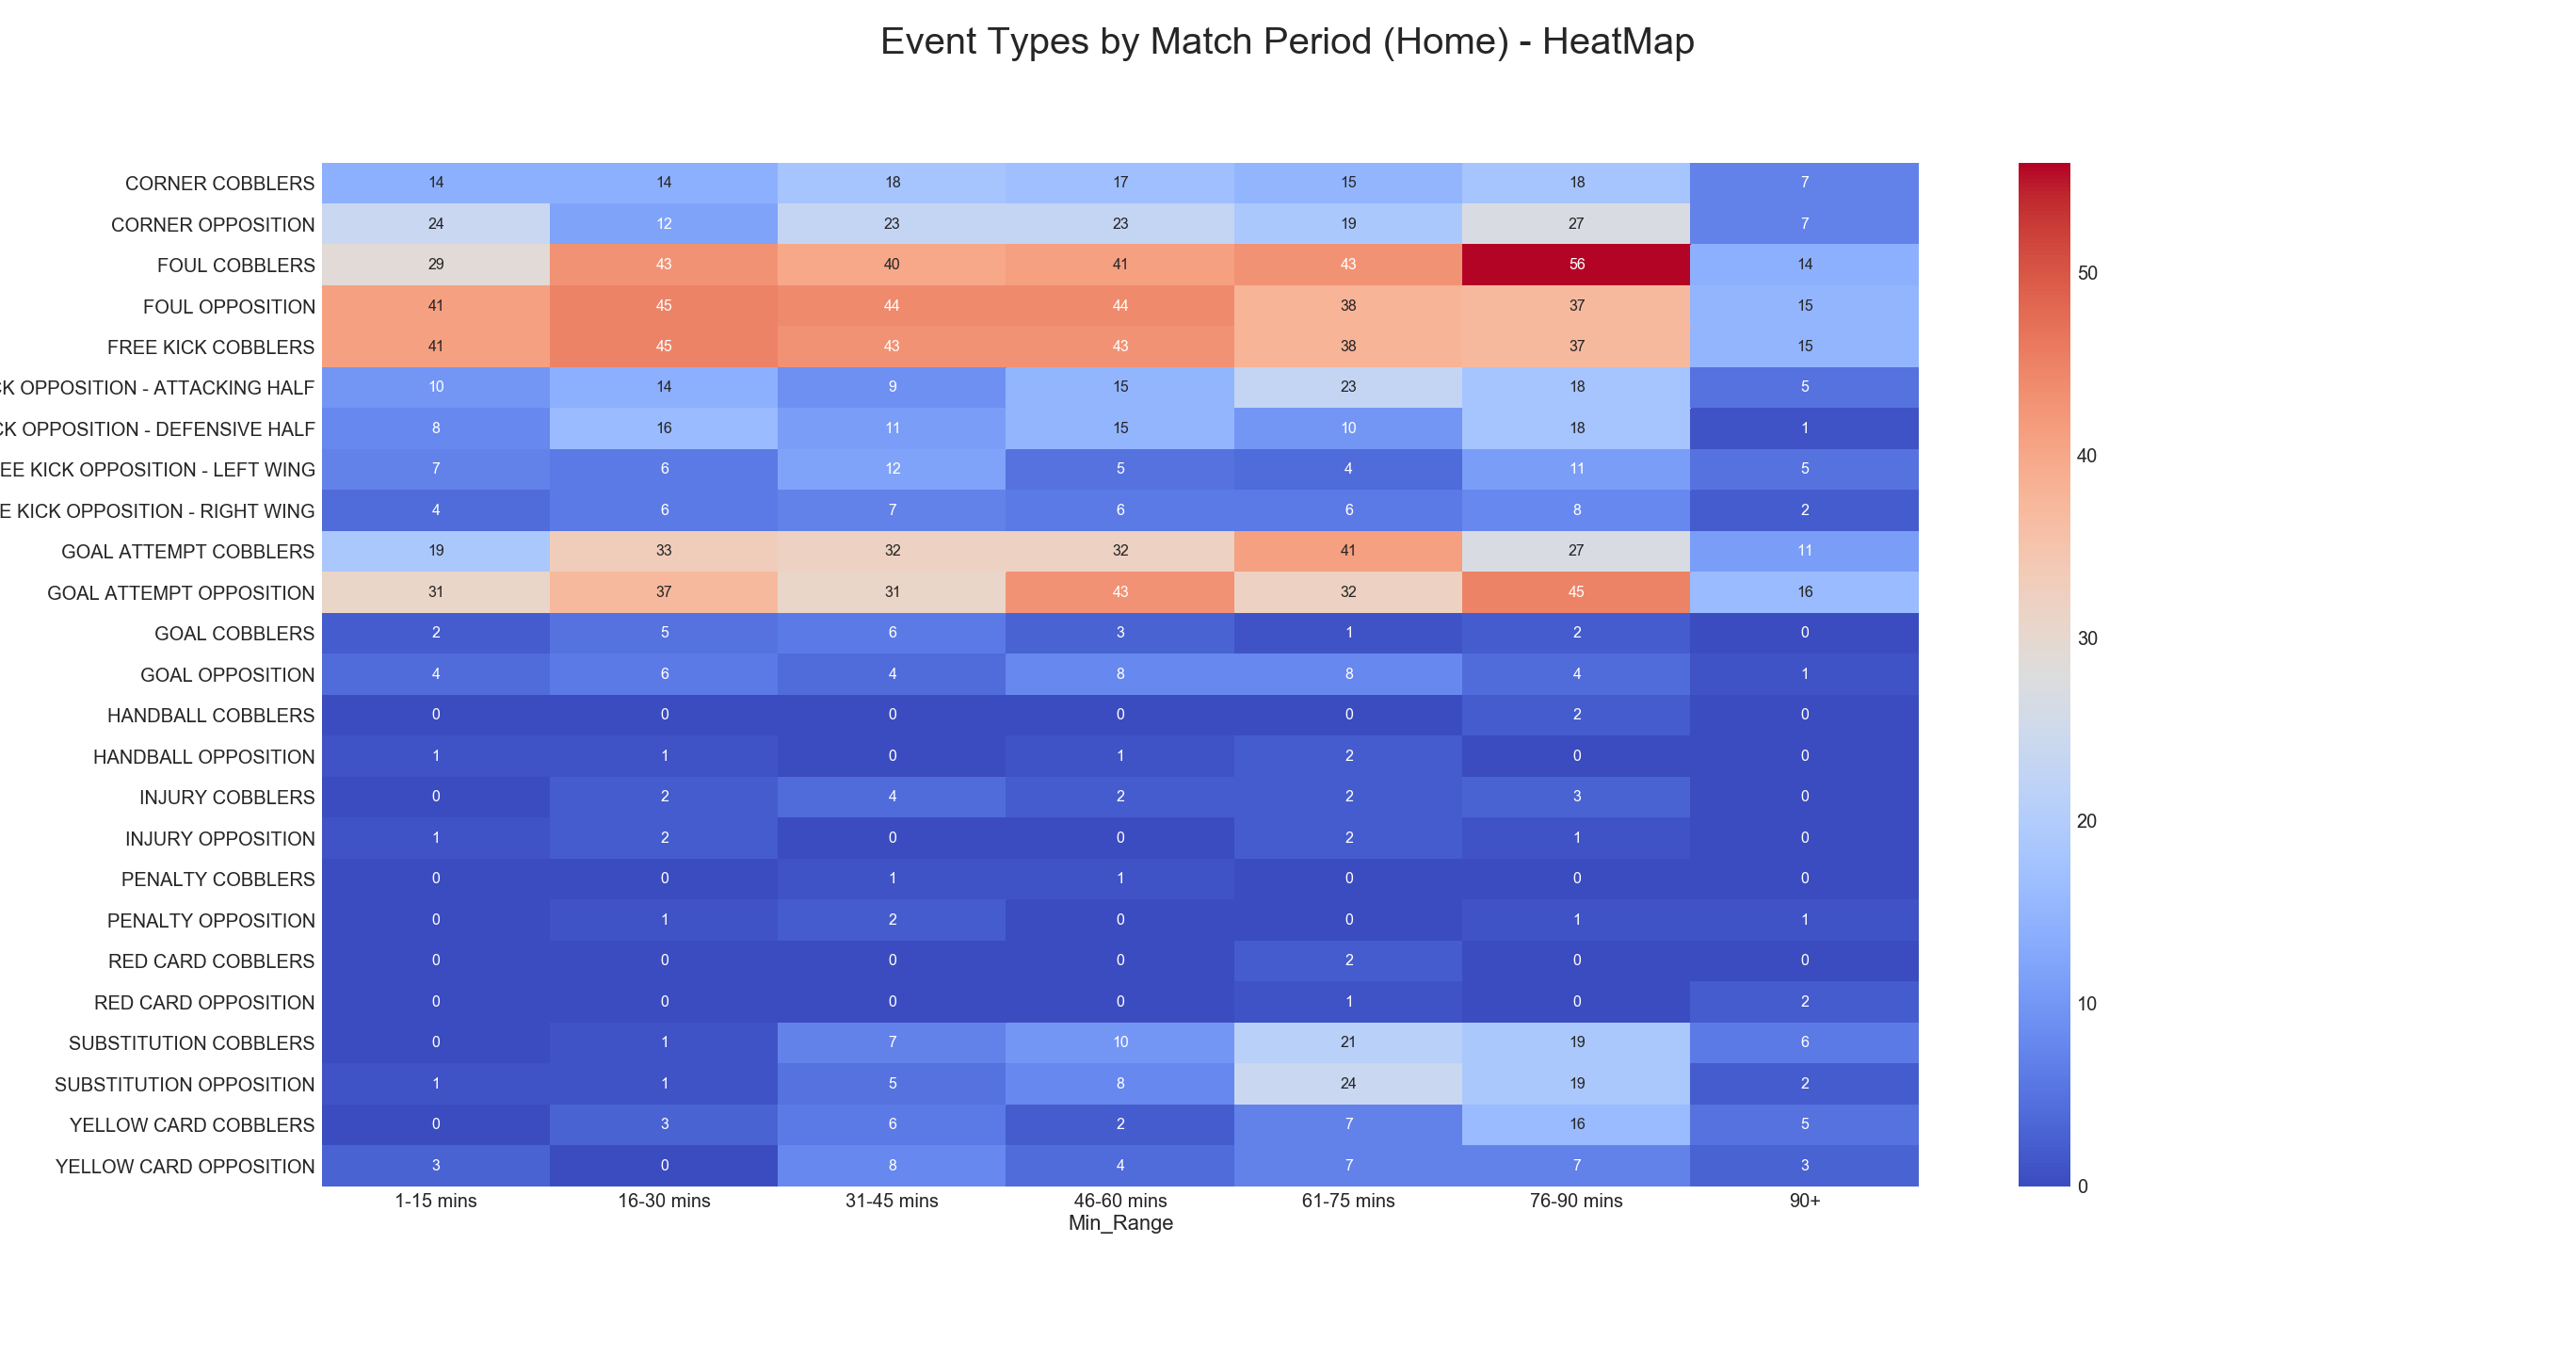 Event Types by Match Period (Home) - HeatMap
CORNER COBBLERS 14 14 18 17 15 18 7
CORNER OPPOSITION 24 12 23 23 19 27 7
FOUL COBBLERS 29 43 40 41 43 56 14
FOUL OPPOSITION 41 45 44 44 38 37 15
FREE KICK COBBLERS 41 45 43 43 38 37 15
CK OPPOSITION - ATTACKING HALF 10 14 9 15 23 18 5
CK OPPOSITION - DEFENSIVE HALF 8 16 11 15 10 18 1
EE KICK OPPOSITION - LEFT WING 7 6 12 5 4 11 5
E KICK OPPOSITION - RIGHT WING 4 6 7 6 6 8 2
GOAL ATTEMPT COBBLERS 19 33 32 32 41 27 11
GOAL ATTEMPT OPPOSITION 31 37 31 43 32 45 16
GOAL COBBLERS 2 5 6 3 1 2 0
GOAL OPPOSITION 4 6 4 8 8 4 1
HANDBALL COBBLERS 0 0 0 0 0 2 0
HANDBALL OPPOSITION 1 1 0 1 2 0 0
INJURY COBBLERS 0 2 4 2 2 3 0
INJURY OPPOSITION 1 2 0 0 2 1 0
PENALTY COBBLERS 0 0 1 1 0 0 0
PENALTY OPPOSITION 0 1 2 0 0 1 1
RED CARD COBBLERS 0 0 0 0 2 0 0
RED CARD OPPOSITION 0 0 0 0 1 0 2
SUBSTITUTION COBBLERS 0 1 7 10 21 19 6
SUBSTITUTION OPPOSITION 1 1 5 8 24 19 2
YELLOW CARD COBBLERS 0 3 6 2 7 16 5
YELLOW CARD OPPOSITION 3 0 8 4 7 7 3
1-15 mins 16-30 mins 31-45 mins 46-60 mins 61-75 mins 76-90 mins 90+
Min_Range
50
40
30
20
10
0